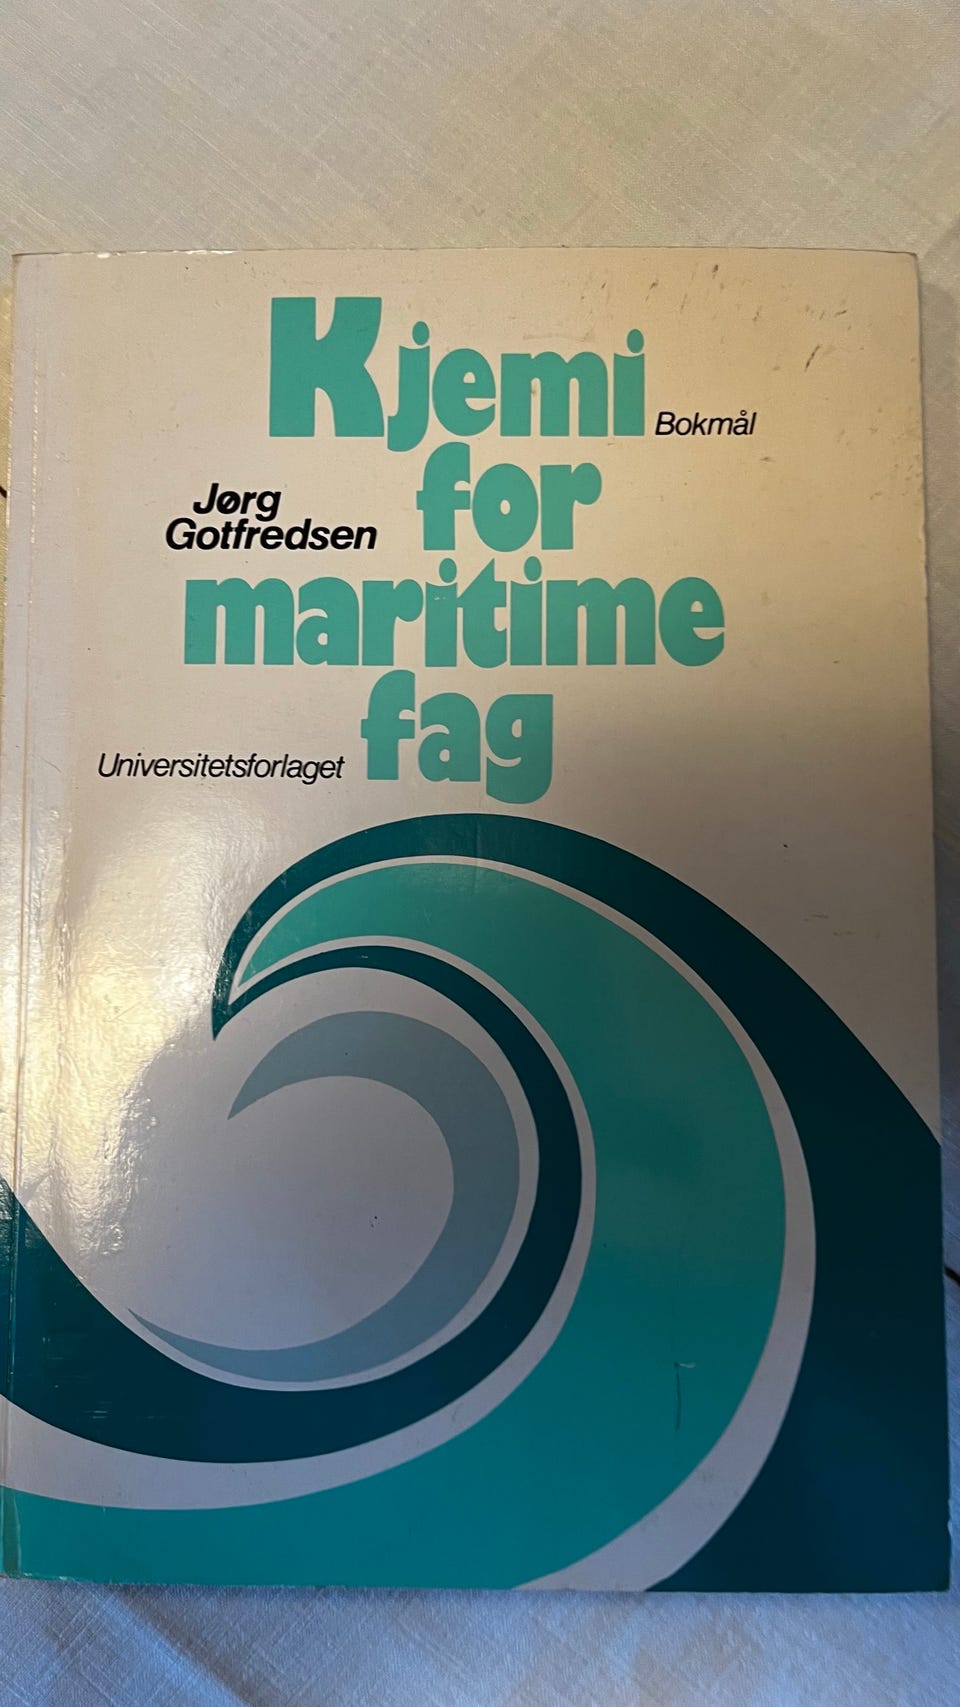 Kjemi
Bokmål
Jørg
Gotfredsen
for
maritime
fag
Universitetsforlaget